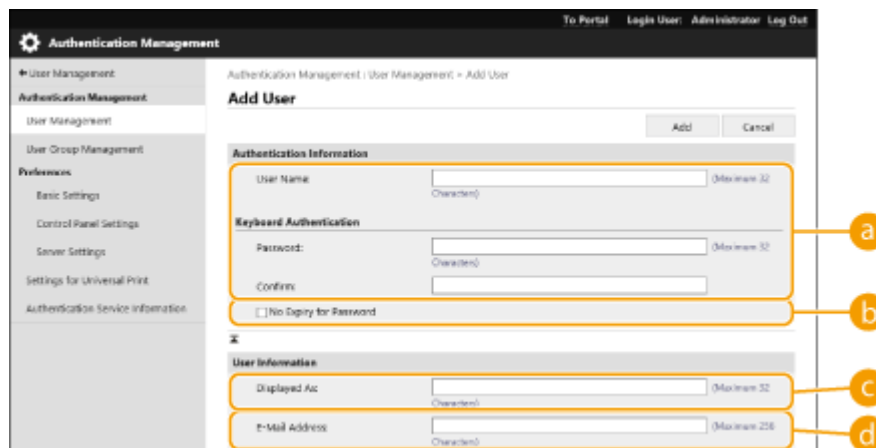 To Portal Login User: Administrator Log Out
Authentication Management
User Management
Authentication Management : User Management > Add User
Authentication Management
Add User
User Management
Add Cancel
User Group Management
Authentication Information
Preferences
User Name: (Maximum 32
Characters)
Basic Settings
Control Panel Settings
Keyboard Authentication
a
Server Settings
Password: (Maximum 32
Characters)
Settings for Universal Print
Confirm:
Authentication Service Information
No Expiry for Password
b
User Information
Displayed As: (Maximum 32
Characters)
c
E-Mail Address: (Maximum 256
Characters)
d